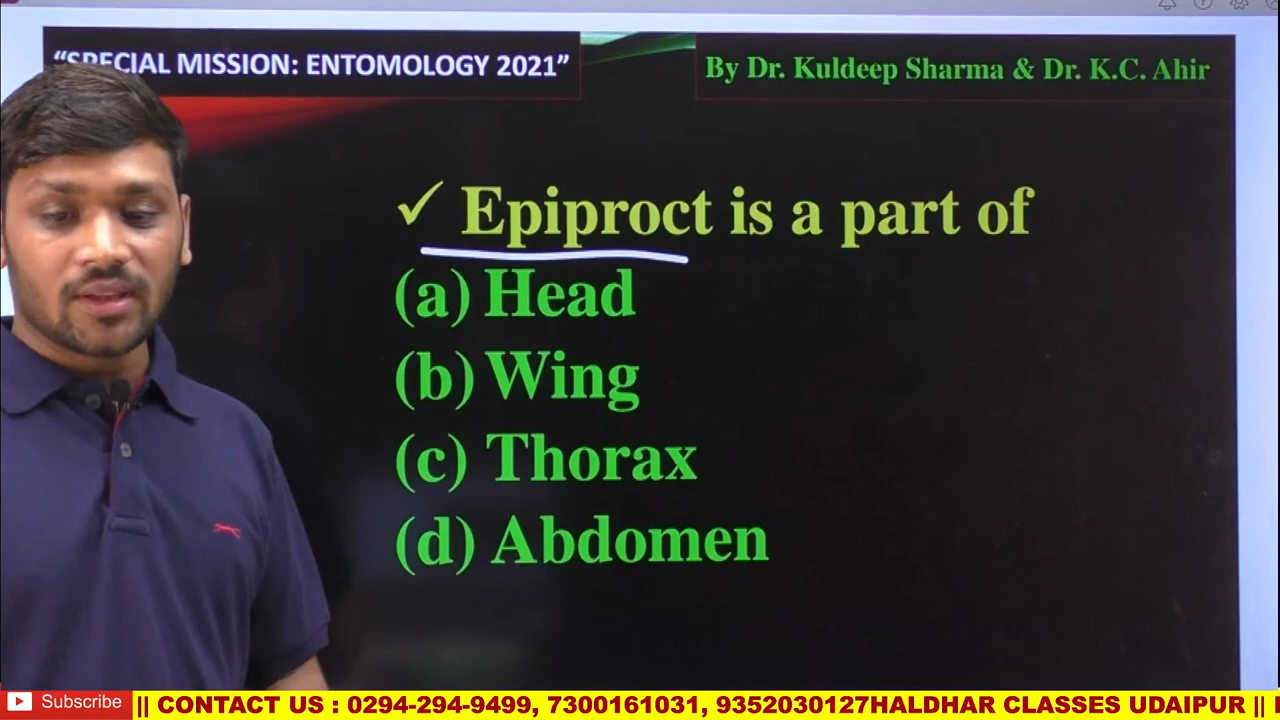 “SPECIAL MISSION: ENTOMOLOGY 2021”
By Dr. Kuldeep Sharma & Dr. K.C. Ahir
✓ Epiproct is a part of
(a) Head
(b) Wing
(c) Thorax
(d) Abdomen
Subscribe || CONTACT US : 0294-294-9499, 7300161031, 9352030127HALDHAR CLASSES UDAIPUR ||